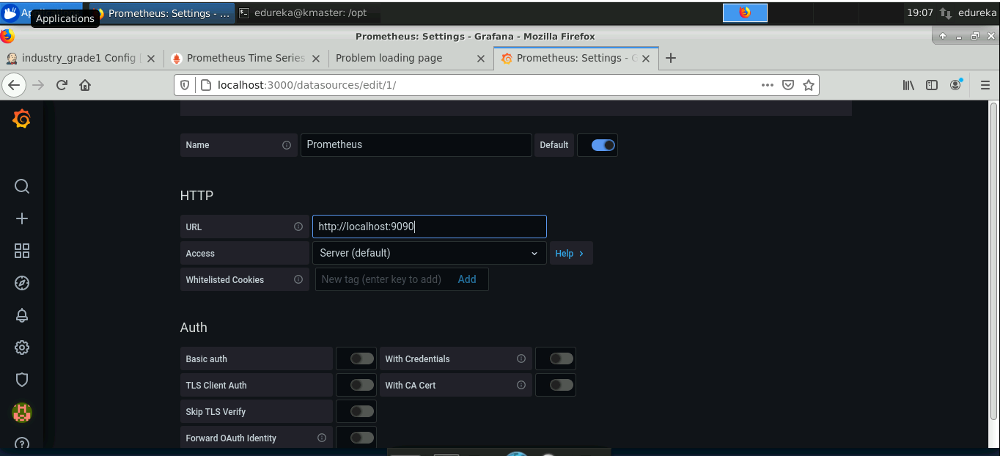 Applications
Prometheus: Settings - ...
edureka@kmaster: /opt
19:07
edureka
Applications
Prometheus: Settings - Grafana - Mozilla Firefox
industry_grade1 Config
Prometheus Time Series
Problem loading page
Prometheus: Settings - G
localhost:3000/datasources/edit/1/
Name
Prometheus
Default
HTTP
URL
http://localhost:9090
Access
Server (default)
Help
Whitelisted Cookies
New tag (enter key to add)
Add
Auth
Basic auth
With Credentials
TLS Client Auth
With CA Cert
Skip TLS Verify
Forward OAuth Identity